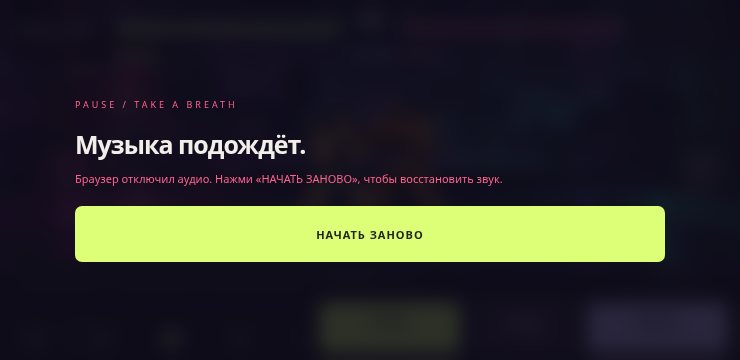 PAUSE / TAKE A BREATH
Музыка подождёт.
Браузер отключил аудио. Нажми «НАЧАТЬ ЗАНОВО», чтобы восстановить звук.
НАЧАТЬ ЗАНОВО